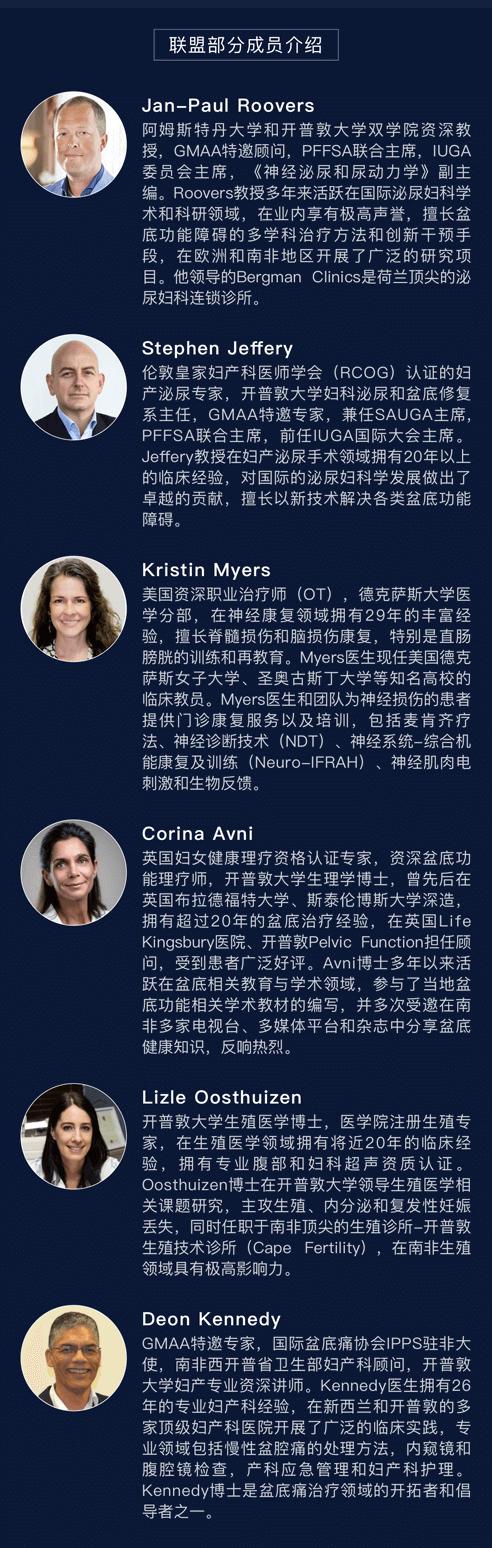 联盟部分成员介绍
Jan-Paul Roovers
阿姆斯特丹大学和开普敦大学双学院资深教
授，GMAA特邀顾问，PFFSA联合主席，IUGA
委员会主席，《神经泌尿和尿动力学》副主
编。Roovers教授多年来活跃在国际泌尿妇科学
术和科研领域，在业内享有极高声誉，擅长盆
底功能障碍的多学科治疗方法和创新干预手
段，在欧洲和南非地区开展了广泛的研究项
目。他领导的Bergman Clinics是荷兰顶尖的泌
尿妇科连锁诊所。
Stephen Jeffery
伦敦皇家妇产科医师学会（RCOG）认证的妇
产泌尿专家，开普敦大学妇科泌尿和盆底修复
系主任，GMAA特邀专家，兼任SAUGA主席，
PFFSA联合主席，前任IUGA国际大会主席。
Jeffery教授在妇产泌尿手术领域拥有20年以上
的临床经验，对国际的泌尿妇科学发展做出了
卓越的贡献，擅长以新技术解决各类盆底功能
障碍。
Kristin Myers
美国资深职业治疗师（OT），德克萨斯大学医
学分部，在神经康复领域拥有29年的丰富经
验，擅长脊髓损伤和脑损伤康复，特别是直肠
膀胱的训练和再教育。Myers医生现任美国德克
萨斯女子大学、圣奥古斯丁大学等知名高校的
临床教员。Myers医生和团队为神经损伤的患者
提供门诊康复服务以及培训，包括麦肯齐疗
法、神经诊断技术（NDT）、神经系统-综合机
能康复及训练（Neuro-IFRAH）、神经肌肉电
刺激和生物反馈。
Corina Avni
英国妇女健康理疗资格认证专家，资深盆底功
能理疗师，开普敦大学生理学博士，曾先后在
英国布拉德福特大学、斯泰伦博斯大学深造，
拥有超过20年的盆底治疗经验，在英国Life
Kingsbury医院、开普敦Pelvic Function担任顾
问，受到患者广泛好评。Avni博士多年以来活
跃在盆底相关教育与学术领域，参与了当地盆
底功能相关学术教材的编写，并多次受邀在南
非多家电视台、多媒体平台和杂志中分享盆底
健康知识，反响热烈。
Lizle Oosthuizen
开普敦大学生殖医学博士，医学院注册生殖专
家，在生殖医学领域拥有将近20年的临床经
验，拥有专业腹部和妇科超声资质认证。
Oosthuizen博士在开普敦大学领导生殖医学相
关课题研究，主攻生殖、内分泌和复发性妊娠
丢失，同时任职于南非顶尖的生殖诊所-开普敦
生殖技术诊所（Cape Fertility），在南非生殖
领域具有极高影响力。
Deon Kennedy
GMAA特邀专家，国际盆底痛协会IPPS驻非大
使，南非西开普省卫生部妇产科顾问，开普敦
大学妇产专业资深讲师。Kennedy医生拥有26
年的专业妇产科经验，在新西兰和开普敦的多
家顶级妇产科医院开展了广泛的临床实践，专
业领域包括慢性盆腔痛的处理方法，内窥镜和
腹腔镜检查，产科应急管理和妇产科护理。
Kennedy博士是盆底痛治疗领域的开拓者和倡
导者之一。